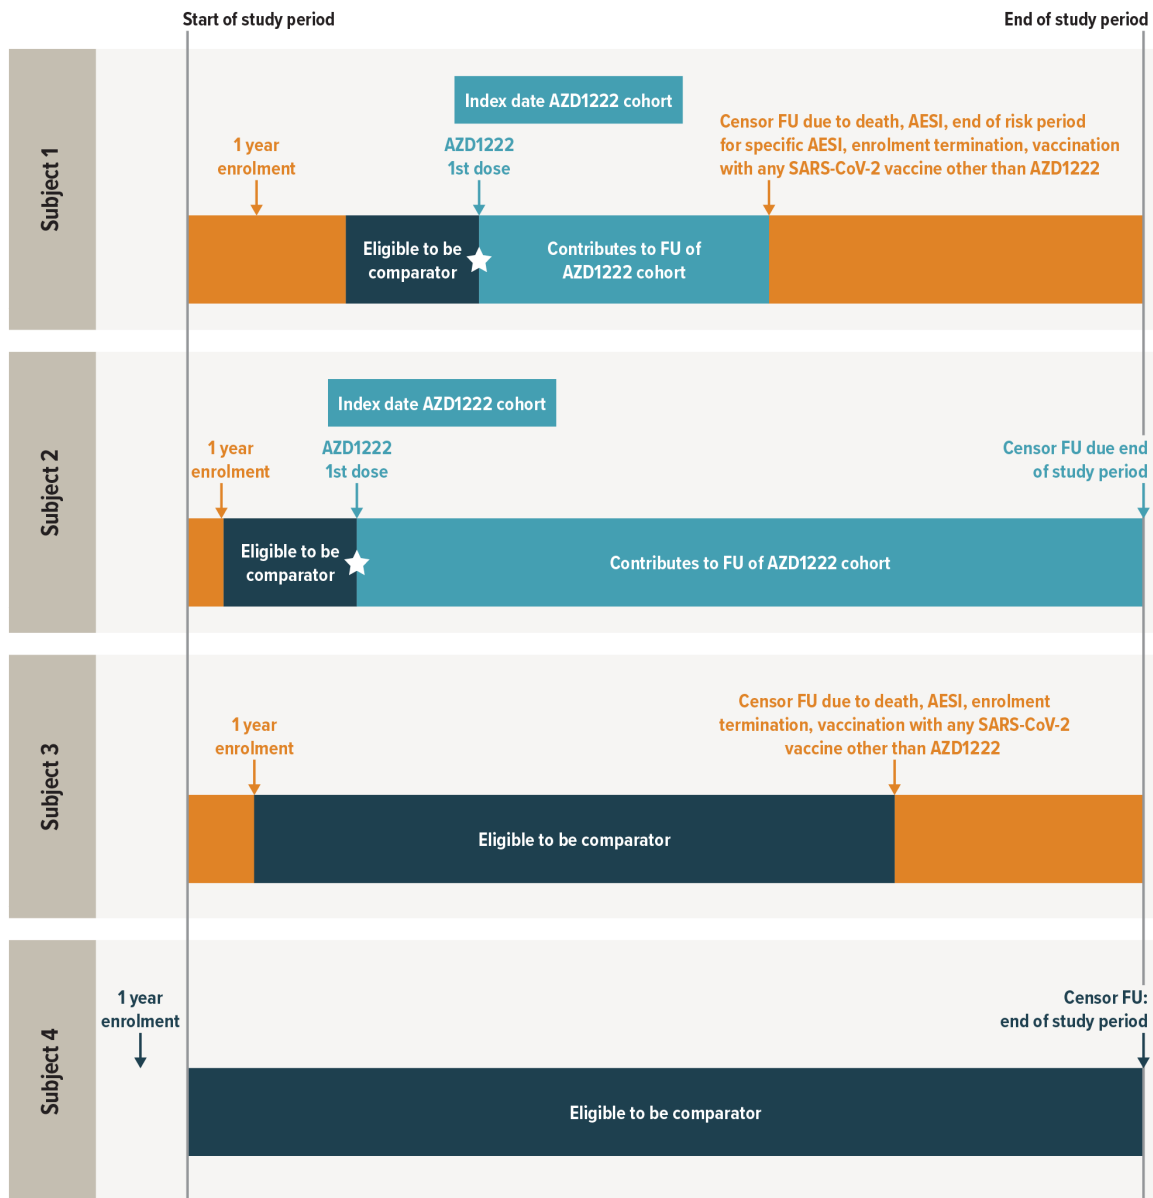 Start of study period
End of study period
Subject 1
Index date AZD1222 cohort
1 year
enrolment
AZD1222
1st dose
Censor FU due to death, AESI, end of risk period
for specific AESI, enrolment termination, vaccination
with any SARS-CoV-2 vaccine other than AZD1222
Eligible to be
comparator
Contributes to FU of
AZD1222 cohort
Subject 2
Index date AZD1222 cohort
1 year
enrolment
AZD1222
1st dose
Censor FU due end
of study period
Eligible to be
comparator
Contributes to FU of AZD1222 cohort
Subject 3
1 year
enrolment
Censor FU due to death, AESI, enrolment
termination, vaccination with any SARS-CoV-2
vaccine other than AZD1222
Eligible to be comparator
Subject 4
1 year
enrolment
Censor FU:
end of study period
Eligible to be comparator